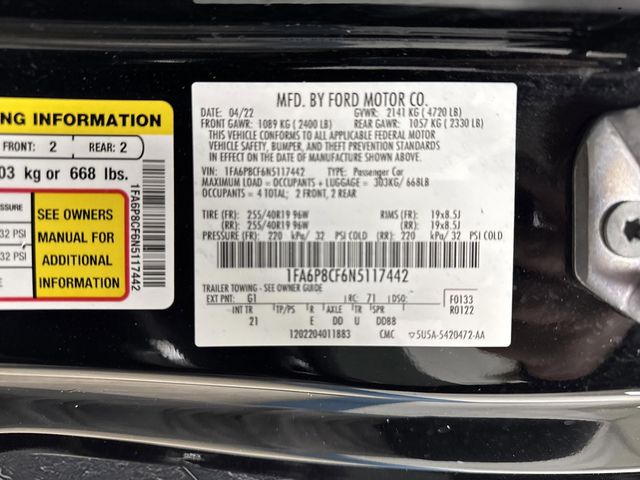 NG INFORMATION
FRONT: 2 REAR: 2
03 kg or 668 lbs.
SSURE
32 PSI
32 PSI
SEE OWNERS
MANUAL FOR
ADDITIONAL
INFORMATION
1FA6P8CF6N5117442
MFD. BY FORD MOTOR CO.
DATE: 04/22 GVWR: 2141 KG ( 4720 LB)
FRONT GAWR: 1089 KG ( 2400 LB) REAR GAWR: 1057 KG ( 2330 LB)
THIS VEHICLE CONFORMS TO ALL APPLICABLE FEDERAL MOTOR
VEHICLE SAFETY, BUMPER, AND THEFT PREVENTION STANDARDS
IN EFFECT ON THE DATE OF MANUFACTURE SHOWN ABOVE.
VIN: 1FA6P8CF6N5117442 TYPE: Passenger Car
MAXIMUM LOAD = OCCUPANTS + LUGGAGE = 303KG/ 668LB
OCCUPANTS = 4 TOTAL; 2 FRONT, 2 REAR
TIRE (FR): 255/40R19 96W RIMS (FR): 19x8.5J
(RR): 255/40R19 96W (RR): 19x8.5J
PRESSURE (FR): 220 kPa/ 32 PSI COLD (RR): 220 kPa/ 32 PSI COLD
1FA6P8CF6N5117442
TRAILER TOWING - SEE OWNER GUIDE
EXT PNT: G1 RC: 71 DSO: F0133
INT TR TP/PS R AXLE TR SPR R0122
21 E DD U DD88
1202204011883 CMC 5U5A-5420472-AA